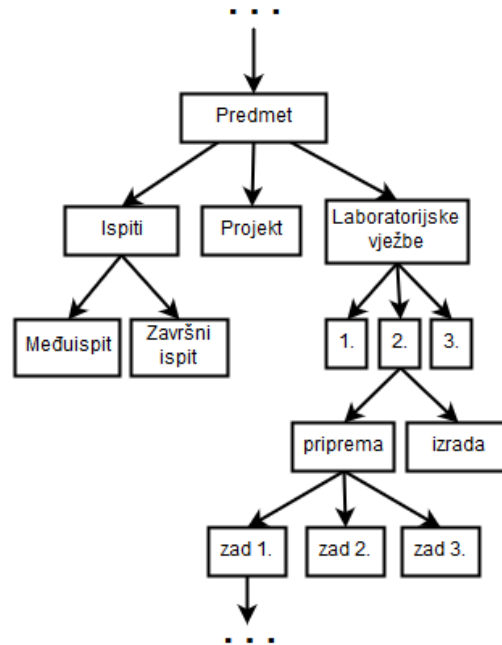 . . .
Predmet
Ispiti
Projekt
Laboratorijske
vježbe
Međuispit
Završni
ispit
1.
2.
3.
priprema
izrada
zad 1.
zad 2.
zad 3.
. . .